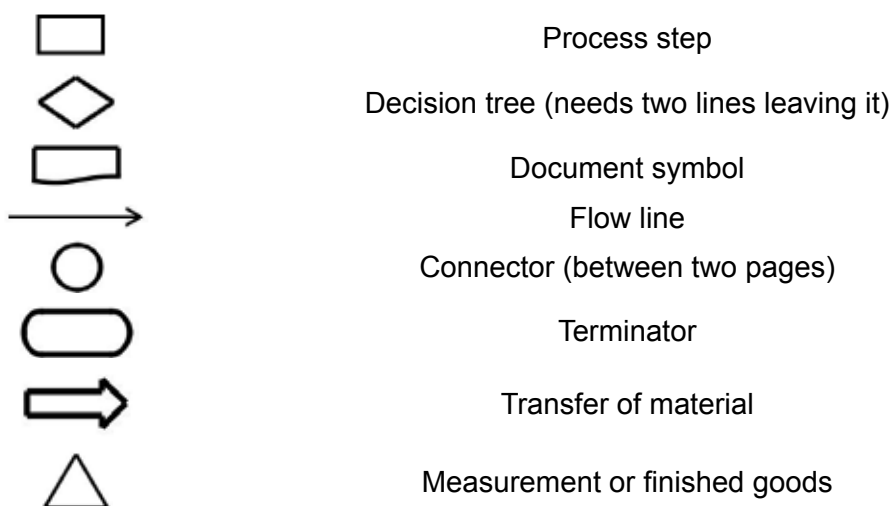 Process step
Decision tree (needs two lines leaving it)
Document symbol
Flow line
Connector (between two pages)
Terminator
Transfer of material
Measurement or finished goods